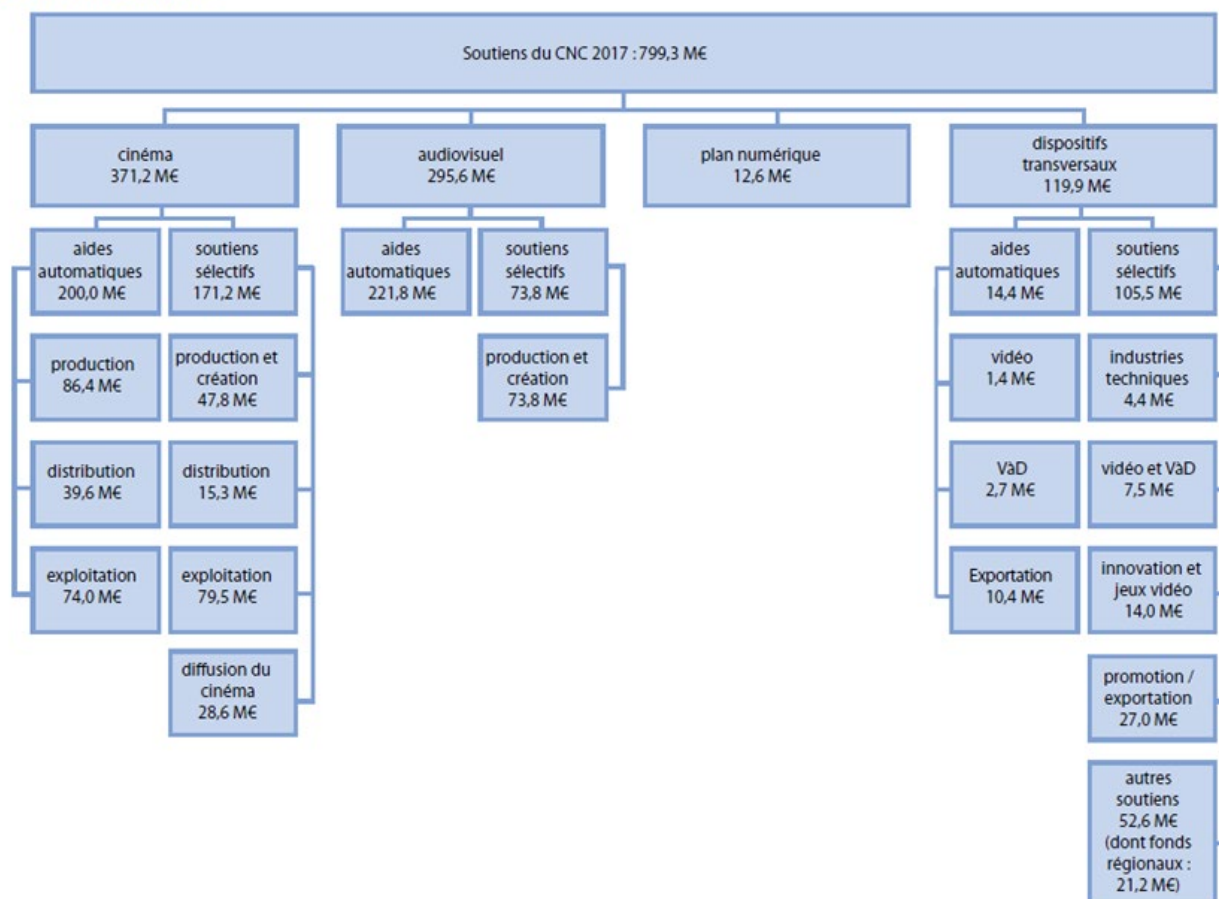 Soutiens du CNC 2017 : 799,3 M€
cinéma
371,2 M€
audiovisuel
295,6 M€
plan numérique
12,6 M€
dispositifs
transversaux
119,9 M€
aides
automatiques
200,0 M€
soutiens
sélectifs
171,2 M€
aides
automatiques
221,8 M€
soutiens
sélectifs
73,8 M€
aides
automatiques
14,4 M€
soutiens
sélectifs
105,5 M€
production
86,4 M€
production et
création
47,8 M€
production et
création
73,8 M€
vidéo
1,4 M€
industries
techniques
4,4 M€
distribution
39,6 M€
distribution
15,3 M€
VàD
2,7 M€
vidéo et VàD
7,5 M€
exploitation
74,0 M€
exploitation
79,5 M€
Exportation
10,4 M€
innovation et
jeux vidéo
14,0 M€
diffusion du
cinéma
28,6 M€
promotion /
exportation
27,0 M€
autres
soutiens
52,6 M€
(dont fonds
régionaux :
21,2 M€)